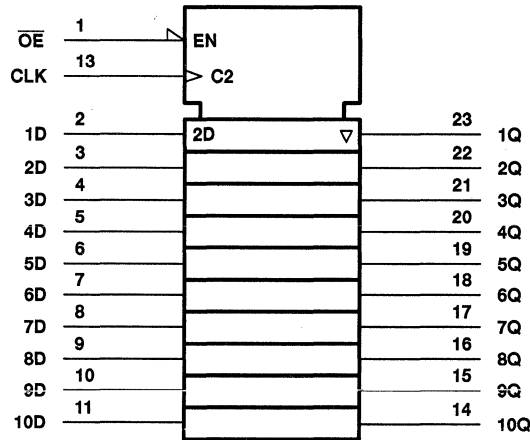 OE 1 EN
CLK 13 C2
1D 2 2D ▽ 23 1Q
2D 3 22 2Q
3D 4 21 3Q
4D 5 20 4Q
5D 6 19 5Q
6D 7 18 6Q
7D 8 17 7Q
8D 9 16 8Q
9D 10 15 9Q
10D 11 14 10Q